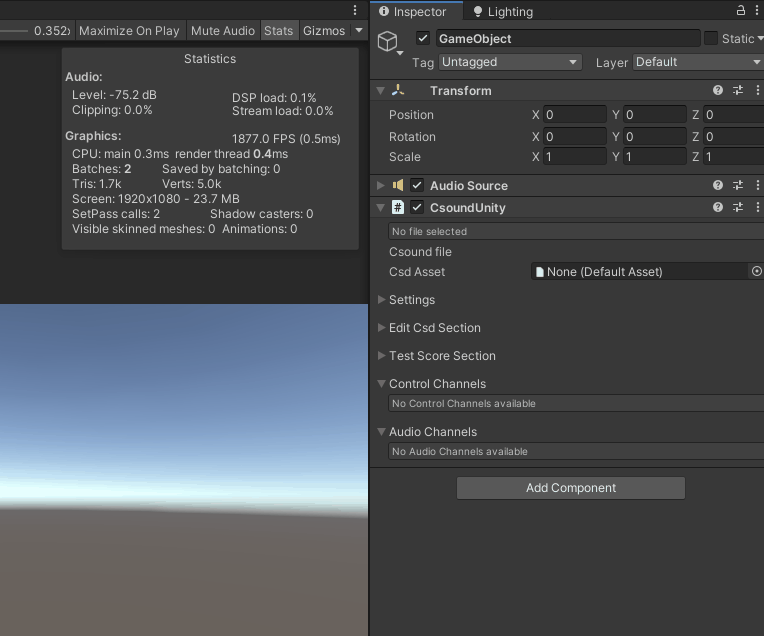 0.352x Maximize On Play Mute Audio Stats Gizmos
Statistics
Audio:
Level: -75.2 dB DSP load: 0.1%
Clipping: 0.0% Stream load: 0.0%
Graphics: 1877.0 FPS (0.5ms)
CPU: main 0.3ms render thread 0.4ms
Batches: 2 Saved by batching: 0
Tris: 1.7k Verts: 5.0k
Screen: 1920x1080 - 23.7 MB
SetPass calls: 2 Shadow casters: 0
Visible skinned meshes: 0 Animations: 0
Inspector Lighting
GameObject Static
Tag Untagged Layer Default
Transform
Position X 0 Y 0 Z 0
Rotation X 0 Y 0 Z 0
Scale X 1 Y 1 Z 1
Audio Source
# CsoundUnity
No file selected
Csound file
Csd Asset None (Default Asset)
Settings
Edit Csd Section
Test Score Section
Control Channels
No Control Channels available
Audio Channels
No Audio Channels available
Add Component